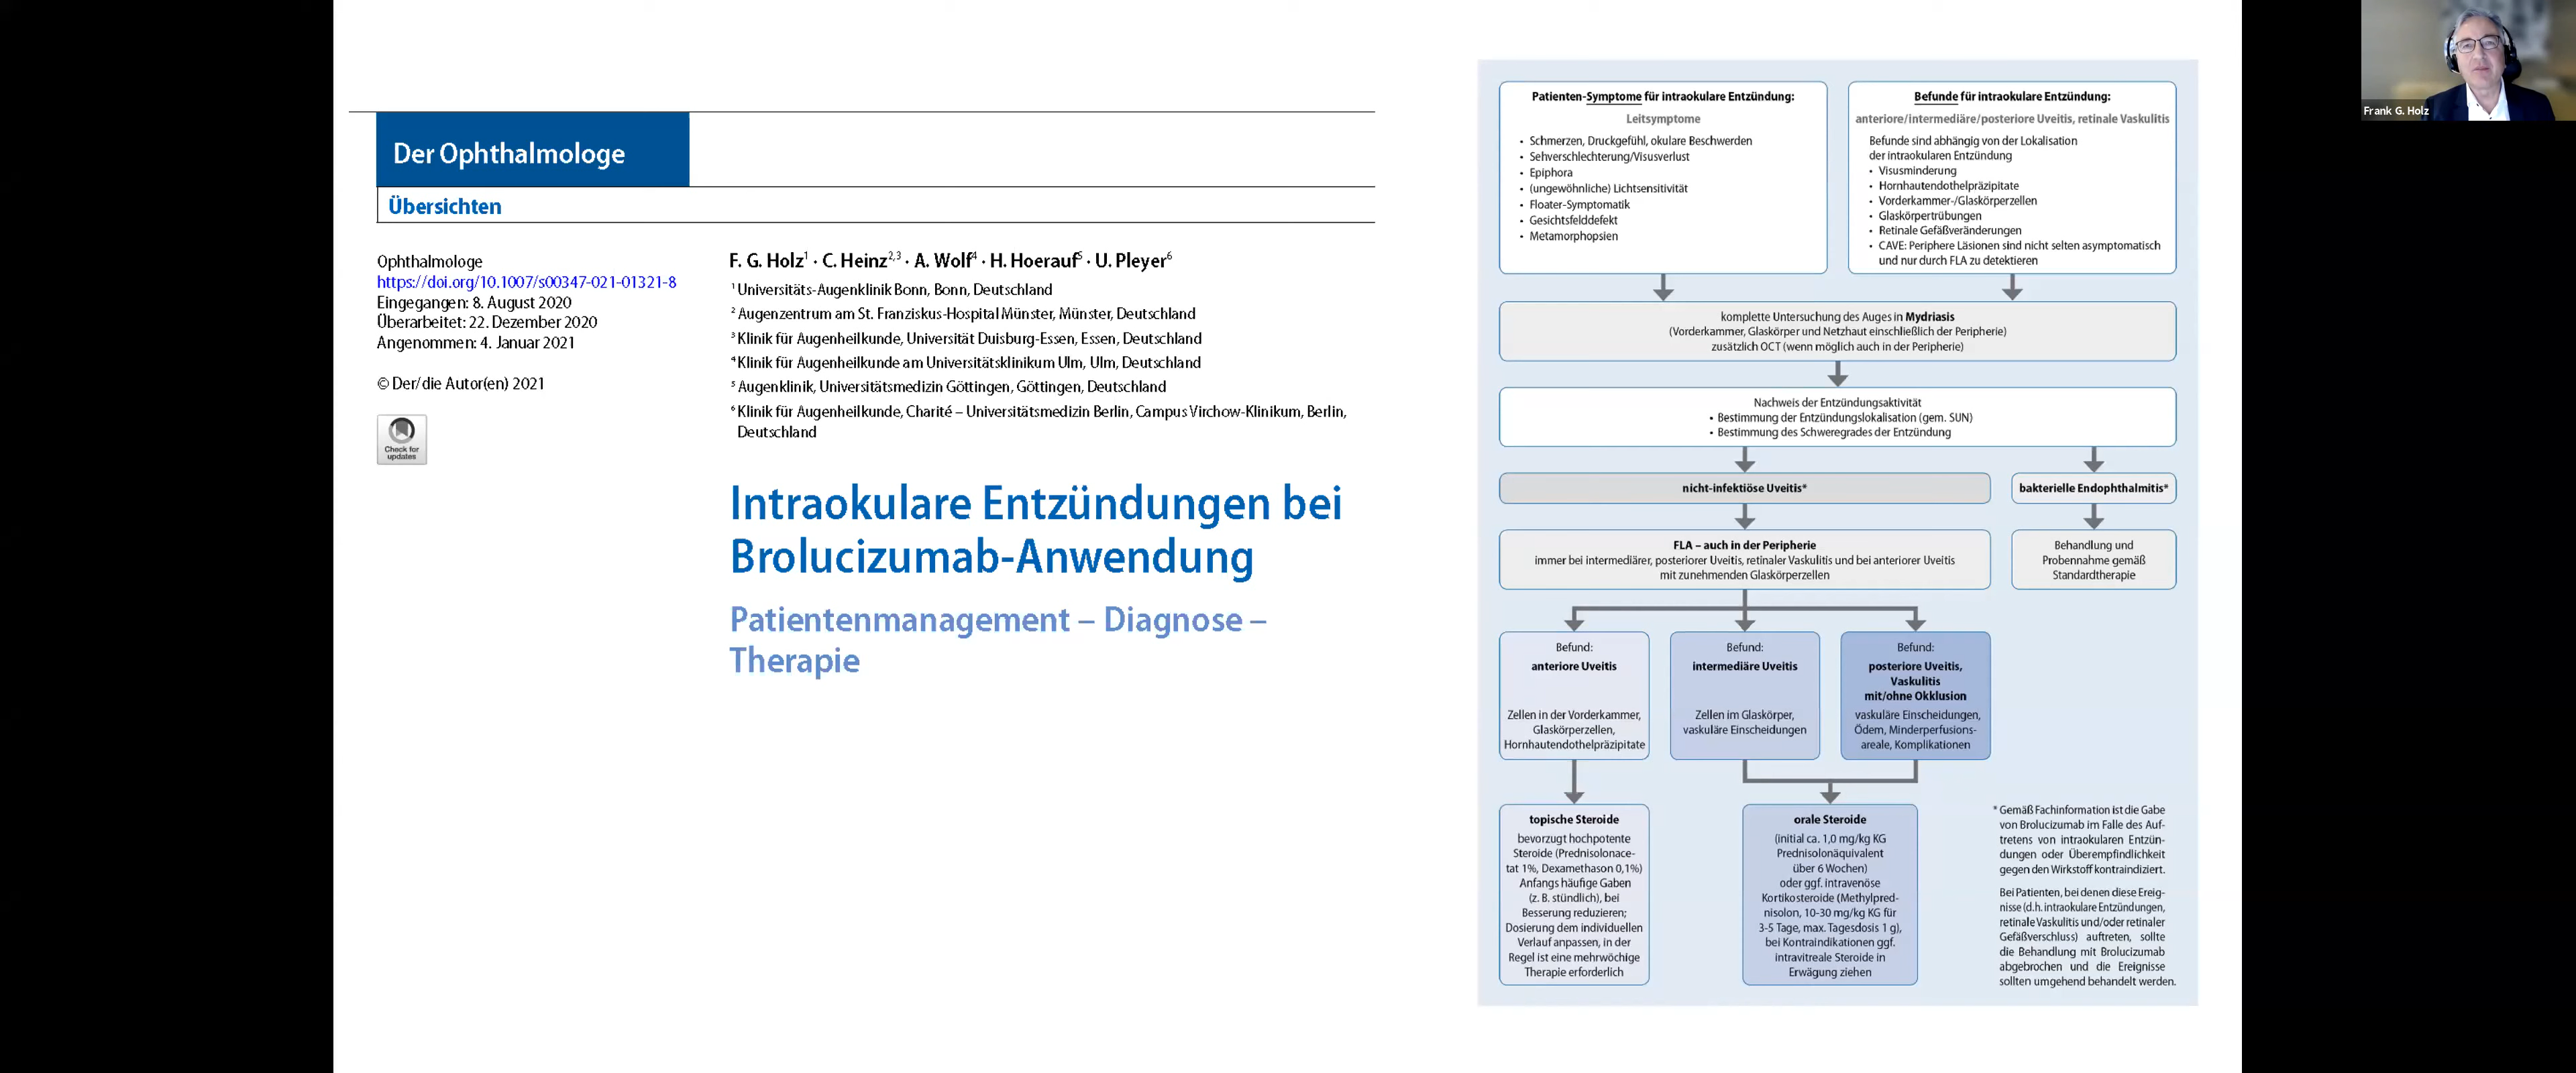 Der Ophthalmologe
Übersichten
Ophthalmologe
https://doi.org/10.1007/s00347-021-01321-8
Eingegangen: 8. August 2020
Überarbeitet: 22. Dezember 2020
Angenommen: 4. Januar 2021
© Der/die Autor(en) 2021
Check for
updates
F. G. Holz¹ · C. Heinz²,³ · A. Wolf⁴ · H. Hoerauf⁵ · U. Pleyer⁶
¹ Universitäts-Augenklinik Bonn, Bonn, Deutschland
² Augenzentrum am St. Franziskus-Hospital Münster, Münster, Deutschland
³ Klinik für Augenheilkunde, Universität Duisburg-Essen, Essen, Deutschland
⁴ Klinik für Augenheilkunde am Universitätsklinikum Ulm, Ulm, Deutschland
⁵ Augenklinik, Universitätsmedizin Göttingen, Göttingen, Deutschland
⁶ Klinik für Augenheilkunde, Charité – Universitätsmedizin Berlin, Campus Virchow-Klinikum, Berlin,
Deutschland
Intraokulare Entzündungen bei
Brolucizumab-Anwendung
Patientenmanagement – Diagnose –
Therapie
Patienten-Symptome für intraokulare Entzündung:
Leitsymptome
• Schmerzen, Druckgefühl, okulare Beschwerden
• Sehverschlechterung/Visusverlust
• Epiphora
• (ungewöhnliche) Lichtsensitivität
• Floater-Symptomatik
• Gesichtsfelddefekt
• Metamorphopsien
Befunde für intraokulare Entzündung:
anteriore/intermediäre/posteriore Uveitis, retinale Vaskulitis
Befunde sind abhängig von der Lokalisation
der intraokularen Entzündung
• Visusminderung
• Hornhautendothelpräzipitate
• Vorderkammer-/Glaskörperzellen
• Glaskörpertrübungen
• Retinale Gefäßveränderungen
• CAVE: Periphere Läsionen sind nicht selten asymptomatisch
und nur durch FLA zu detektieren
komplette Untersuchung des Auges in Mydriasis
(Vorderkammer, Glaskörper und Netzhaut einschließlich der Peripherie)
zusätzlich OCT (wenn möglich auch in der Peripherie)
Nachweis der Entzündungsaktivität
• Bestimmung der Entzündungslokalisation (gem. SUN)
• Bestimmung des Schweregrades der Entzündung
nicht-infektiöse Uveitis*
bakterielle Endophthalmitis*
FLA – auch in der Peripherie
immer bei intermediärer, posteriorer Uveitis, retinaler Vaskulitis und bei anteriorer Uveitis
mit zunehmenden Glaskörperzellen
Behandlung und
Probennahme gemäß
Standardtherapie
Befund:
anteriore Uveitis
Zellen in der Vorderkammer,
Glaskörperzellen,
Hornhautendothelpräzipitate
Befund:
intermediäre Uveitis
Zellen im Glaskörper,
vaskuläre Einscheidungen
Befund:
posteriore Uveitis,
Vaskulitis
mit/ohne Okklusion
vaskuläre Einscheidungen,
Ödem, Minderperfusions-
areale, Komplikationen
topische Steroide
bevorzugt hochpotente
Steroide (Prednisolonace-
tat 1%, Dexamethason 0,1%)
Anfangs häufige Gaben
(z. B. stündlich), bei
Besserung reduzieren;
Dosierung dem individuellen
Verlauf anpassen, in der
Regel ist eine mehrwöchige
Therapie erforderlich
orale Steroide
(initial ca. 1,0 mg/kg KG
Prednisolonäquivalent
über 6 Wochen)
oder ggf. intravenöse
Kortikosteroide (Methylpred-
nisolon, 10-30 mg/kg KG für
3-5 Tage, max. Tagesdosis 1 g),
bei Kontraindikationen ggf.
intravitreale Steroide in
Erwägung ziehen
* Gemäß Fachinformation ist die Gabe
von Brolucizumab im Falle des Auf-
tretens von intraokularen Entzün-
dungen oder Überempfindlichkeit
gegen den Wirkstoff kontraindiziert.
Bei Patienten, bei denen diese Ereig-
nisse (d.h. intraokulare Entzündungen,
retinale Vaskulitis und/oder retinaler
Gefäßverschluss) auftreten, sollte
die Behandlung mit Brolucizumab
abgebrochen und die Ereignisse
sollten umgehend behandelt werden.
Frank G. Holz